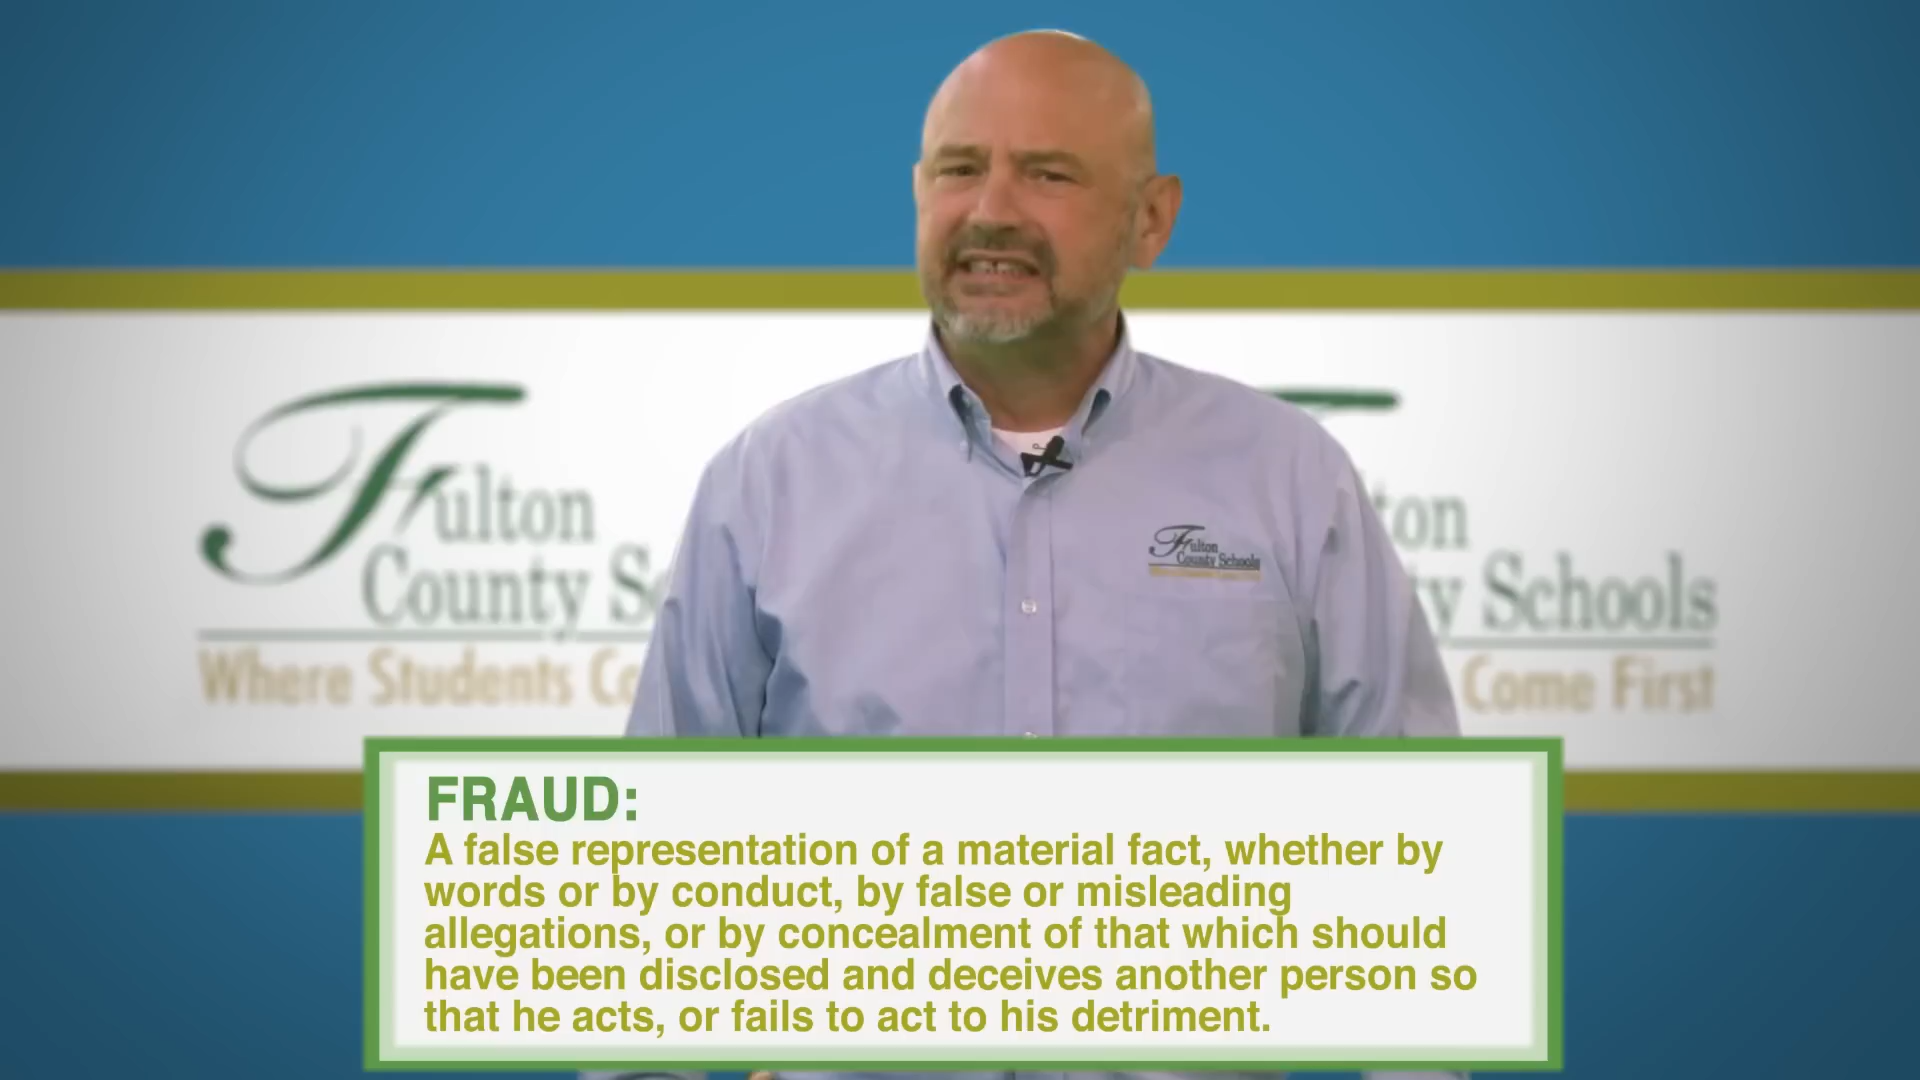 Fulton
County Sc
Where Students Co
ton
y Schools
Come First
Fulton
County Schools
FRAUD:
A false representation of a material fact, whether by
words or by conduct, by false or misleading
allegations, or by concealment of that which should
have been disclosed and deceives another person so
that he acts, or fails to act to his detriment.